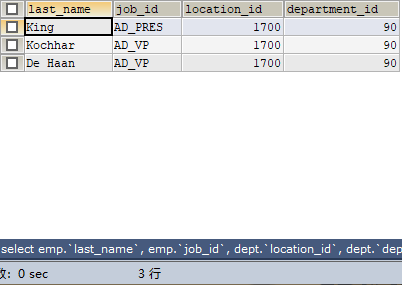 last_name job_id location_id department_id
King AD_PRES 1700 90
Kochhar AD_VP 1700 90
De Haan AD_VP 1700 90
select emp.`last_name`, emp.`job_id`, dept.`location_id`, dept.`dep
: 0 sec 3 行